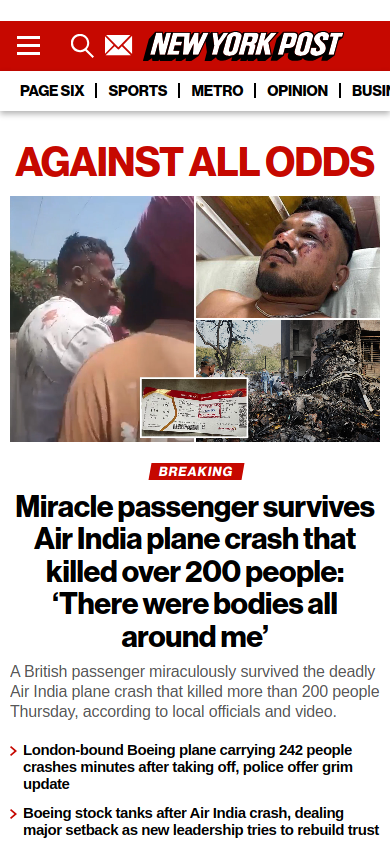 NEW YORK POST
PAGE SIX
SPORTS
METRO
OPINION
BUSIN
AGAINST ALL ODDS
BREAKING
Miracle passenger survives
Air India plane crash that
killed over 200 people:
‘There were bodies all
around me’
A British passenger miraculously survived the deadly
Air India plane crash that killed more than 200 people
Thursday, according to local officials and video.
London-bound Boeing plane carrying 242 people
crashes minutes after taking off, police offer grim
update
Boeing stock tanks after Air India crash, dealing
major setback as new leadership tries to rebuild trust